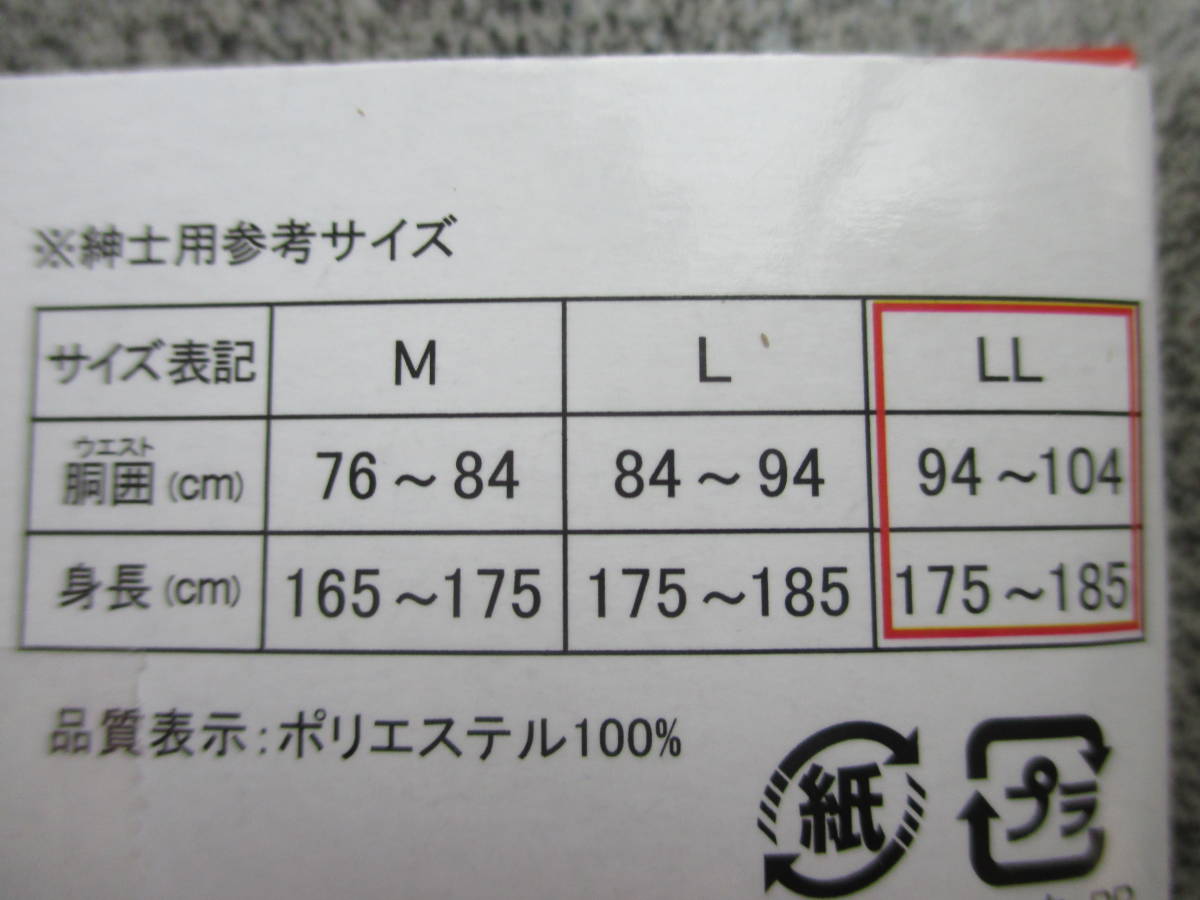 ※紳士用参考サイズ
サイズ表記 M L LL
ウエスト
胴囲(cm) 76～84 84～94 94～104
身長(cm) 165～175 175～185 175～185
品質表示:ポリエステル100%
紙 プラ